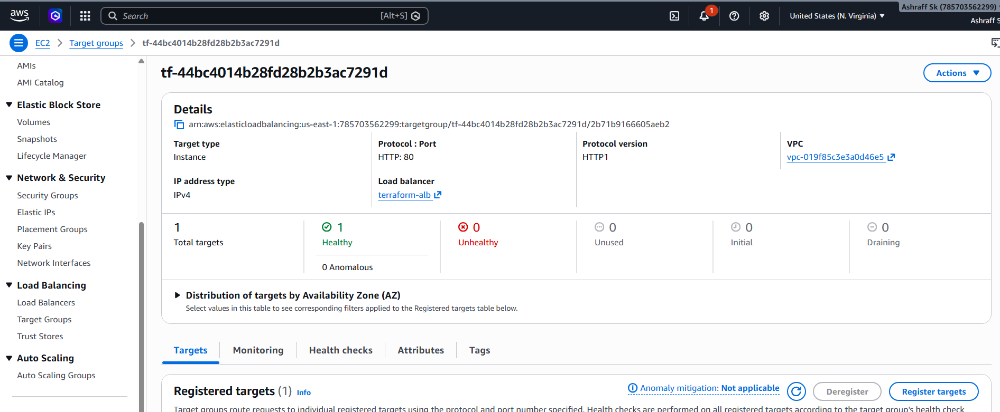 aws
Search
[Alt+S]
1
United States (N. Virginia)
Ashraff Sk (785703562299)
Ashraff S
EC2
Target groups
tf-44bc4014b28fd28b2b3ac7291d
AMIs
AMI Catalog
Elastic Block Store
Volumes
Snapshots
Lifecycle Manager
Network & Security
Security Groups
Elastic IPs
Placement Groups
Key Pairs
Network Interfaces
Load Balancing
Load Balancers
Target Groups
Trust Stores
Auto Scaling
Auto Scaling Groups
tf-44bc4014b28fd28b2b3ac7291d
Actions
Details
arn:aws:elasticloadbalancing:us-east-1:785703562299:targetgroup/tf-44bc4014b28fd28b2b3ac7291d/2b71b9166605aeb2
Target type
Instance
Protocol : Port
HTTP: 80
Protocol version
HTTP1
VPC
vpc-019f85c3e3a0d46e5
IP address type
IPv4
Load balancer
terraform-alb
1
Total targets
1
Healthy
0 Anomalous
0
Unhealthy
0
Unused
0
Initial
0
Draining
Distribution of targets by Availability Zone (AZ)
Select values in this table to see corresponding filters applied to the Registered targets table below.
Targets
Monitoring
Health checks
Attributes
Tags
Registered targets (1) Info
Anomaly mitigation: Not applicable
Deregister
Register targets
Target groups route requests to individual registered targets using the protocol and port number specified. Health checks are performed on all registered targets according to the target group's health check